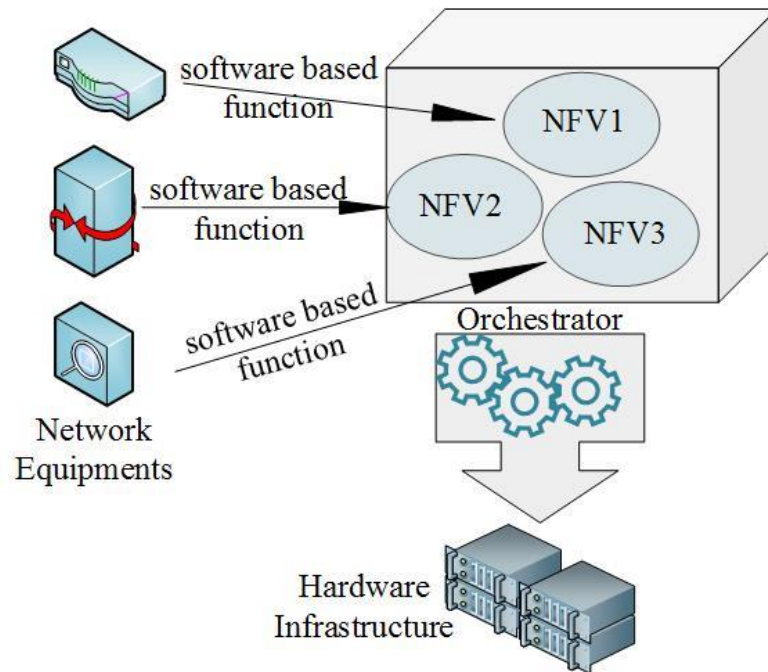 software based
function
NFV1
software based
function
NFV2
NFV3
software based
function
Orchestrator
Network
Equipments
Hardware
Infrastructure